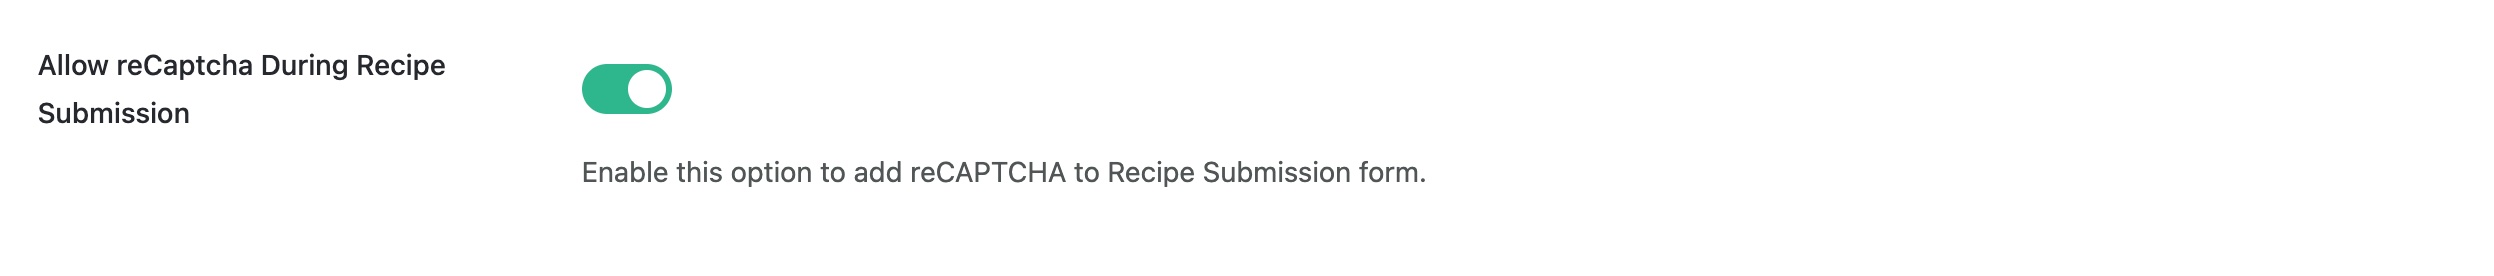 Allow reCaptcha During Recipe
Submission
Enable this option to add reCAPTCHA to Recipe Submission form.